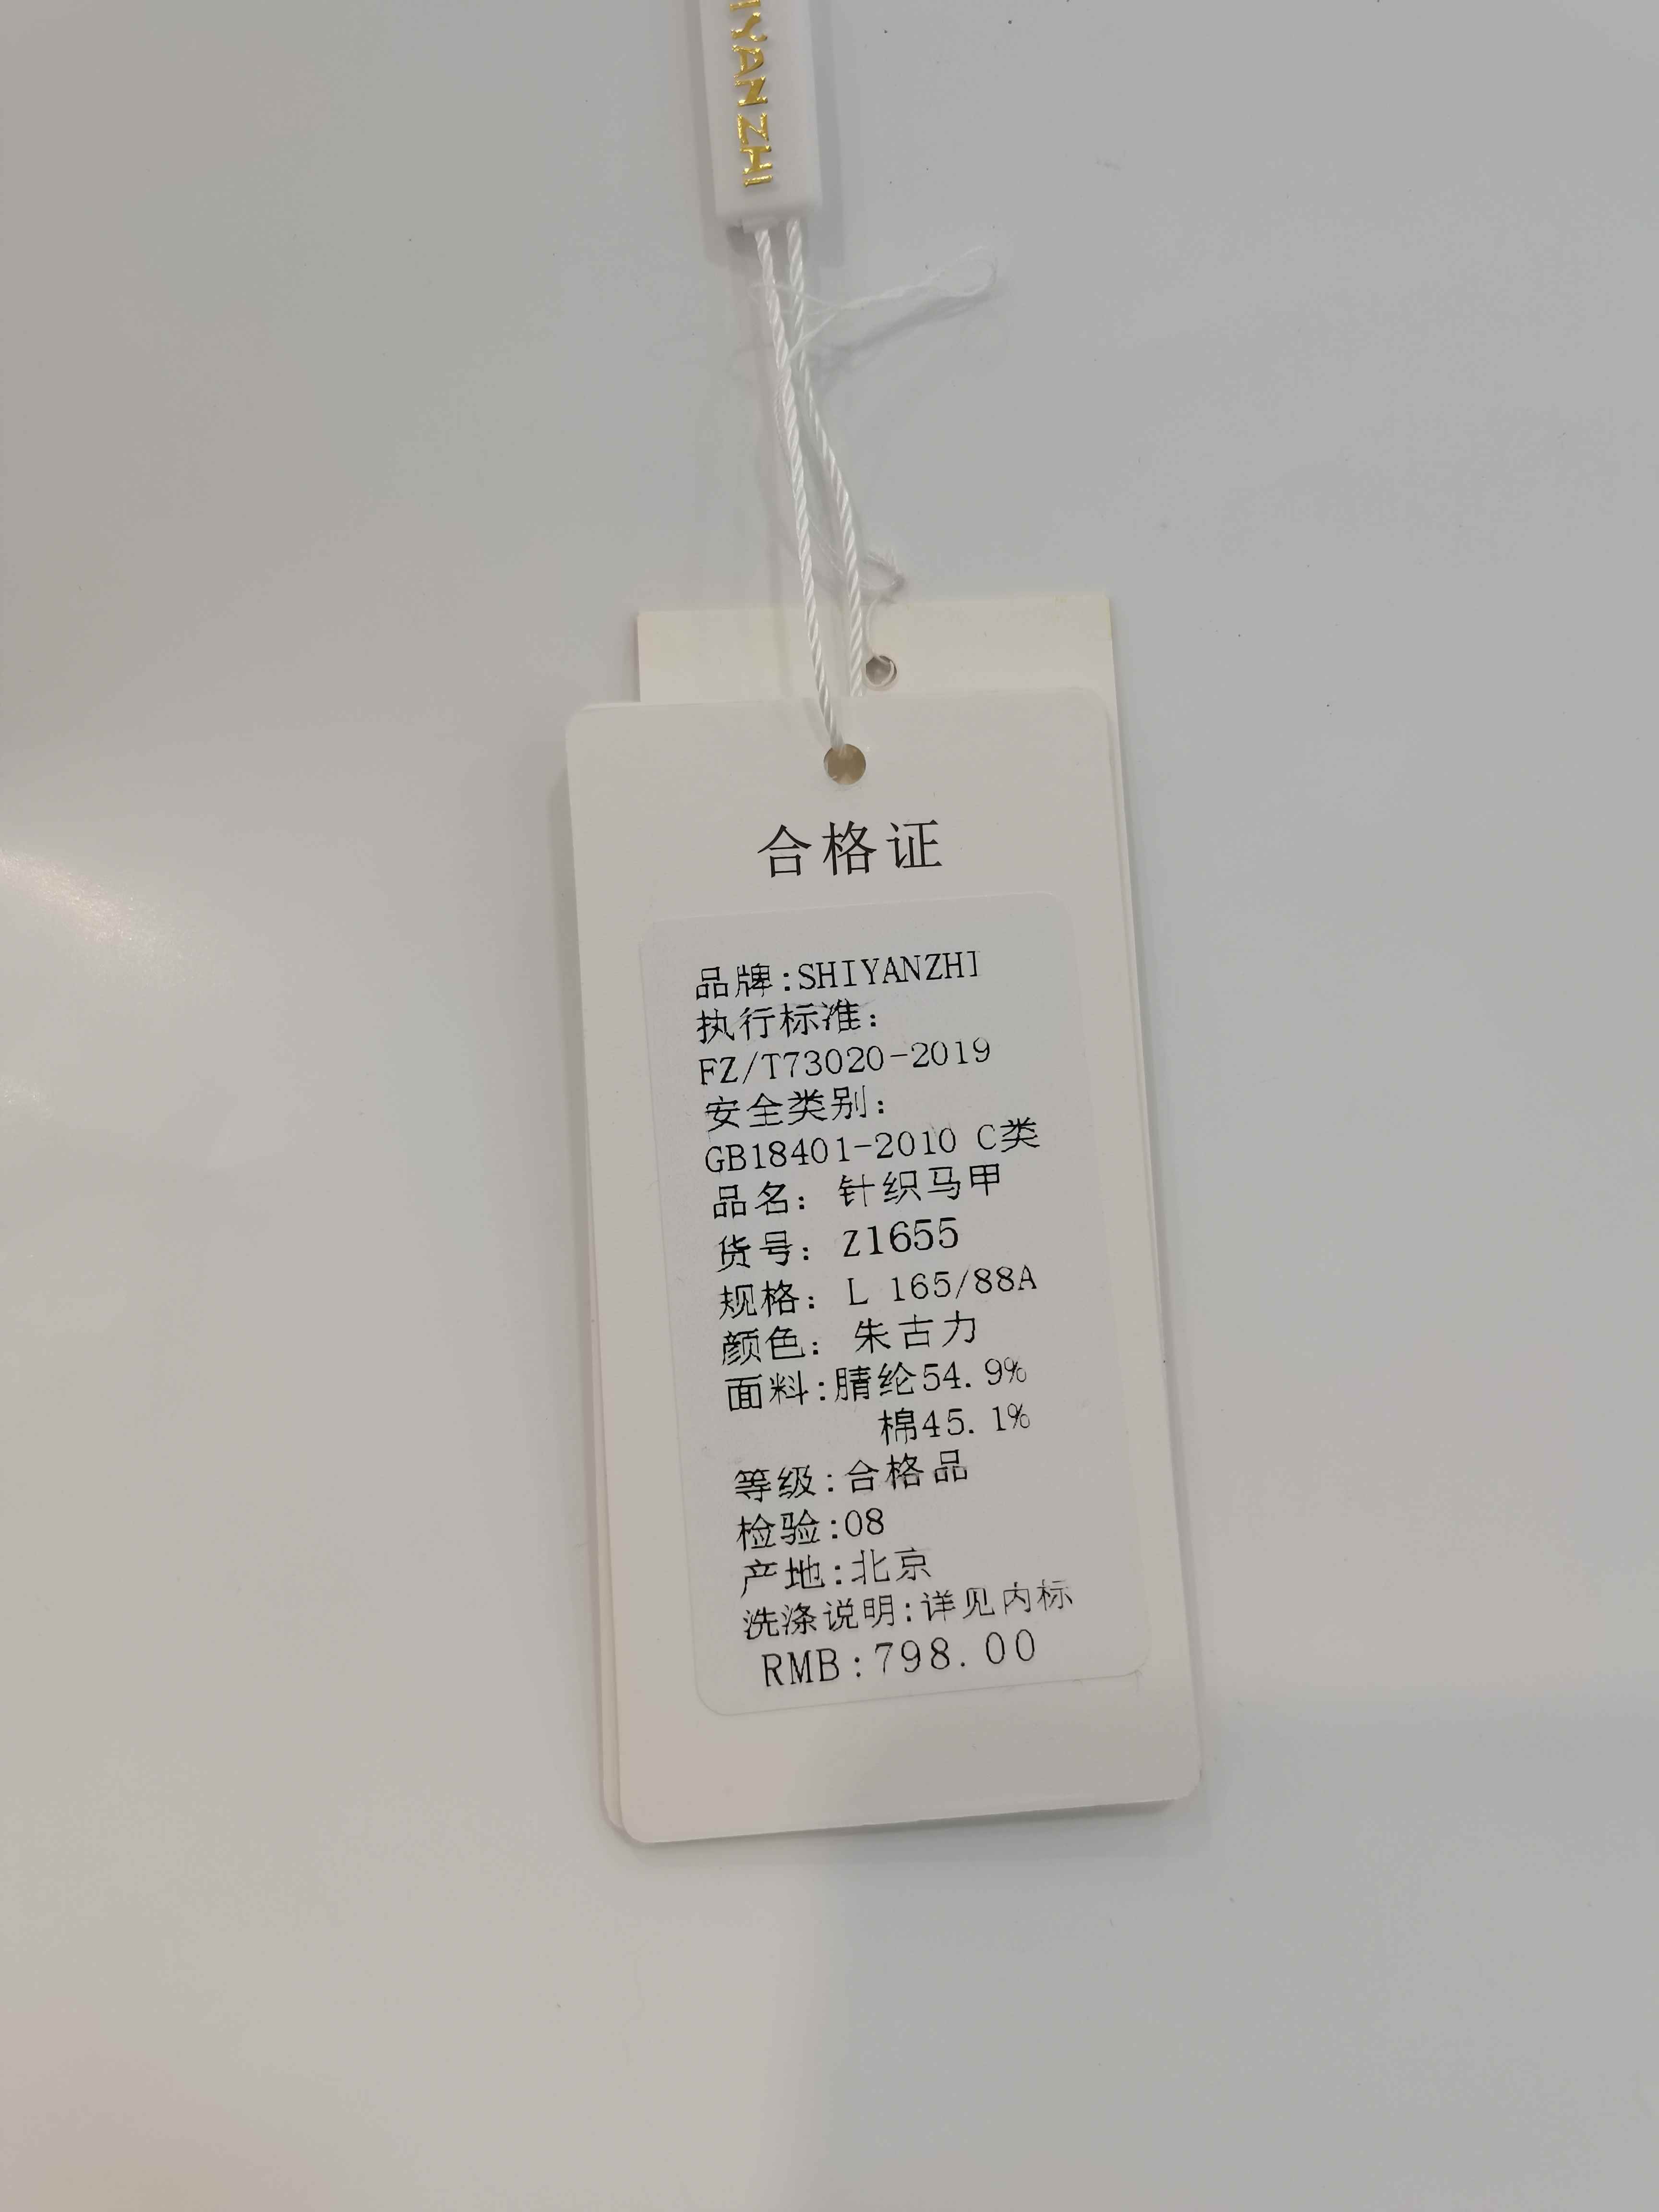 IYANZHI
合格证
品牌:SHIYANZHI
执行标准:
FZ/T73020-2019
安全类别:
GB18401-2010 C类
品名: 针织马甲
货号: Z1655
规格: L 165/88A
颜色: 朱古力
面料:腈纶54.9%
棉45.1%
等级:合格品
检验:08
产地:北京
洗涤说明:详见内标
RMB:798.00